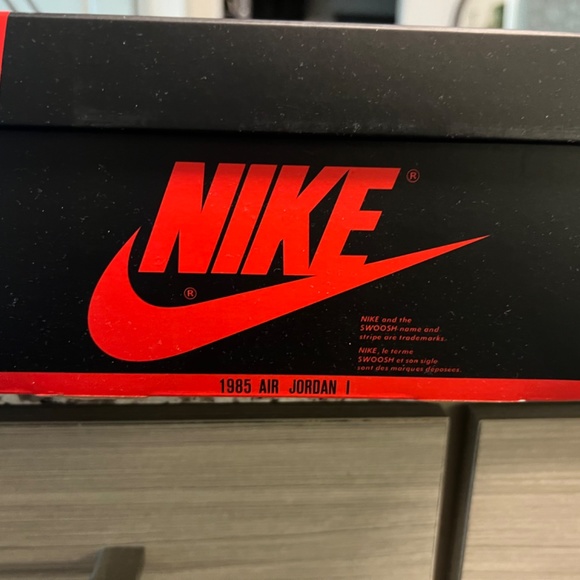 NIKE®
®
NIKE and the
SWOOSH name and
stripe are trademarks.
NIKE, le terme
SWOOSH et son sigle
sont des marques déposées.
1985 AIR JORDAN I